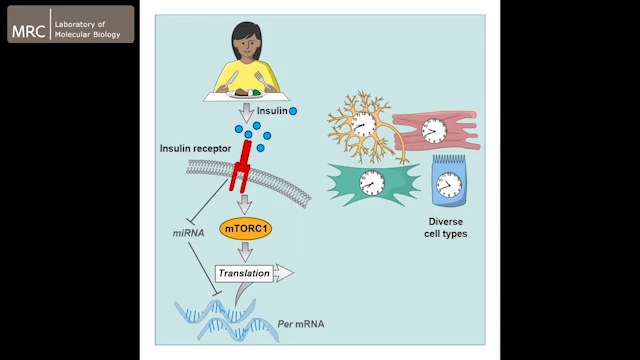 MRC
Laboratory of
Molecular Biology
Insulin
Insulin receptor
miRNA
mTORC1
Translation
Per mRNA
Diverse
cell types